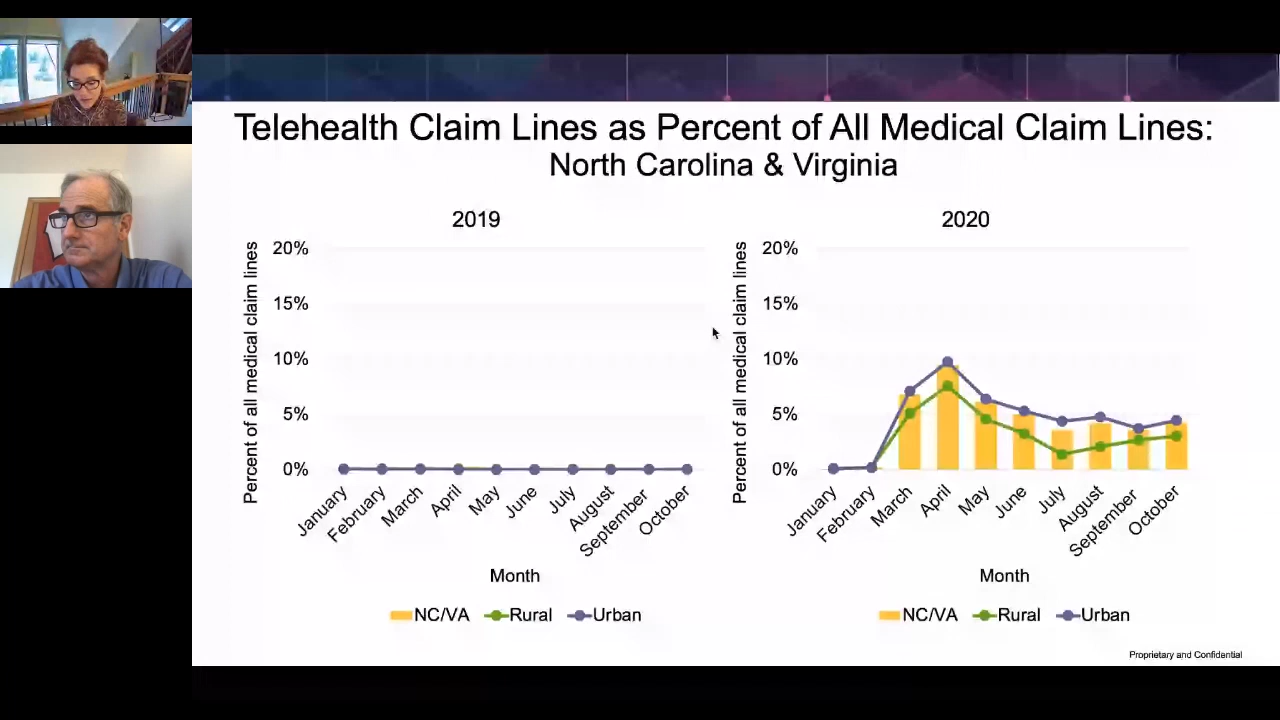 Telehealth Claim Lines as Percent of All Medical Claim Lines:
North Carolina & Virginia
2019
Percent of all medical claim lines
20%
15%
10%
5%
0%
January
February
March
April
May
June
July
August
September
October
Month
NC/VA
Rural
Urban
2020
Percent of all medical claim lines
20%
15%
10%
5%
0%
January
February
March
April
May
June
July
August
September
October
Month
NC/VA
Rural
Urban
Proprietary and Confidential